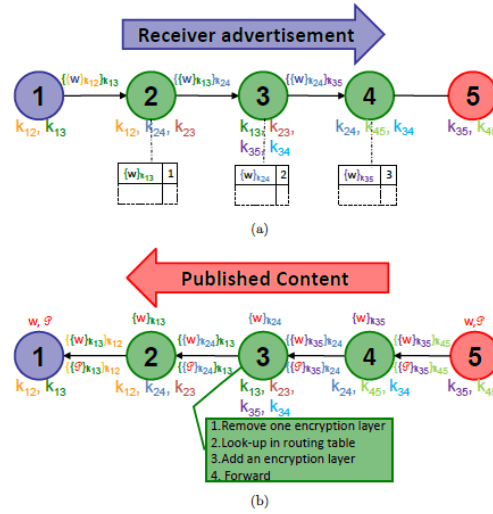 Receiver advertisement
{{w}k12}k13 {{w}k13}k24 {{w}k24}k35
1 2 3 4 5
k12, k13 k12, k24, k23 k13, k23, k24, k45, k34 k35, k45
k35, k34
{w}k13 1 {w}k24 2 {w}k35 3
(a)
Published Content
w, 𝒫 {w}k13 {w}k24 {w}k35 w,𝒫
{{w}k13}k12 {{w}k24}k13 {{w}k35}k24 {{w}k35}k45
1 2 3 4 5
{{𝒫}k13}k12 {{𝒫}k24}k13 {{𝒫}k35}k24 {{𝒫}k35}k45
k12, k13 k12, k24, k23 k13, k23, k24, k45, k34 k35, k45
k35, k34
1.Remove one encryption layer
2.Look-up in routing table
3.Add an encryption layer
4. Forward
(b)